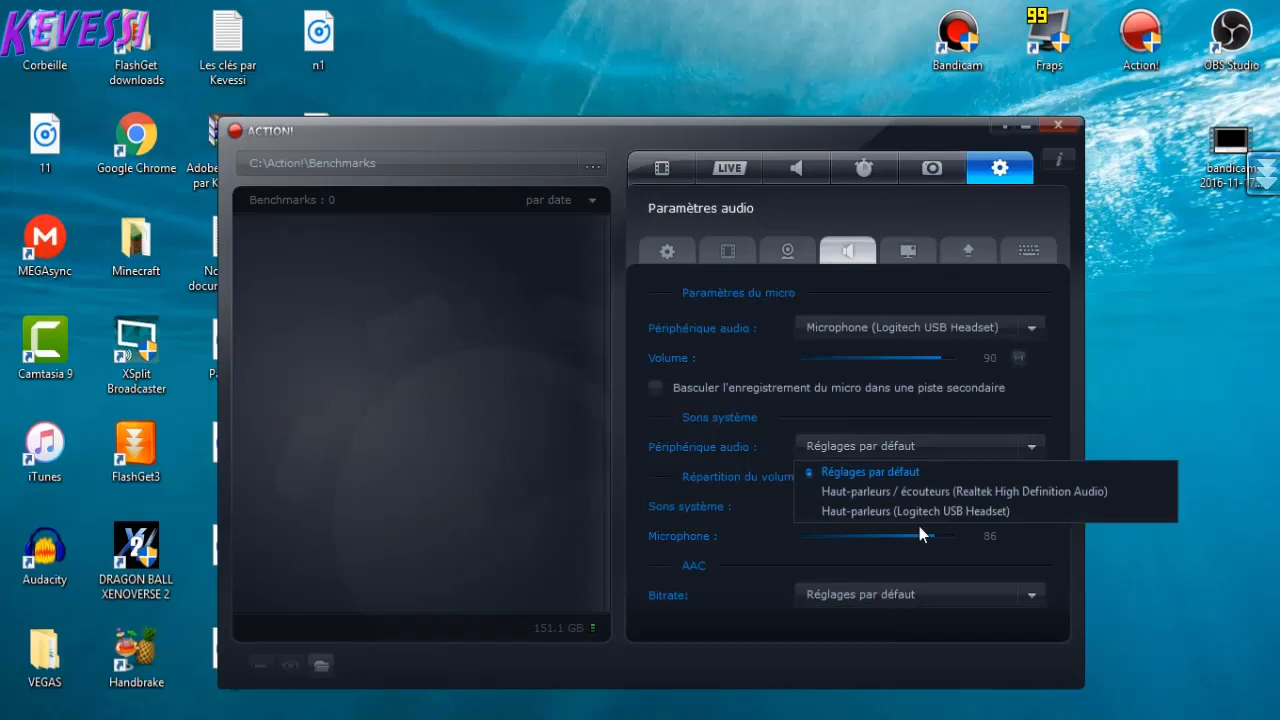 KEVESSI
Corbeille
FlashGet
downloads
Les clés par
Kevessi
n1
Bandicam
99
Fraps
Action!
OBS Studio
11
Google Chrome
Adobe
par K
bandicam
2016-11-17...
MEGAsync
Minecraft
docum
Camtasia 9
XSplit
Broadcaster
iTunes
FlashGet3
Audacity
DRAGON BALL
XENOVERSE 2
VEGAS
Handbrake
ACTION!
C:\Action!\Benchmarks
...
Benchmarks : 0
par date
151.1 GB
LIVE
Paramètres audio
Paramètres du micro
Périphérique audio :
Microphone (Logitech USB Headset)
Volume :
90
Basculer l'enregistrement du micro dans une piste secondaire
Sons système
Périphérique audio :
Réglages par défaut
Réglages par défaut
Haut-parleurs / écouteurs (Realtek High Definition Audio)
Haut-parleurs (Logitech USB Headset)
Répartition du volum
Sons système :
Microphone :
86
AAC
Bitrate:
Réglages par défaut